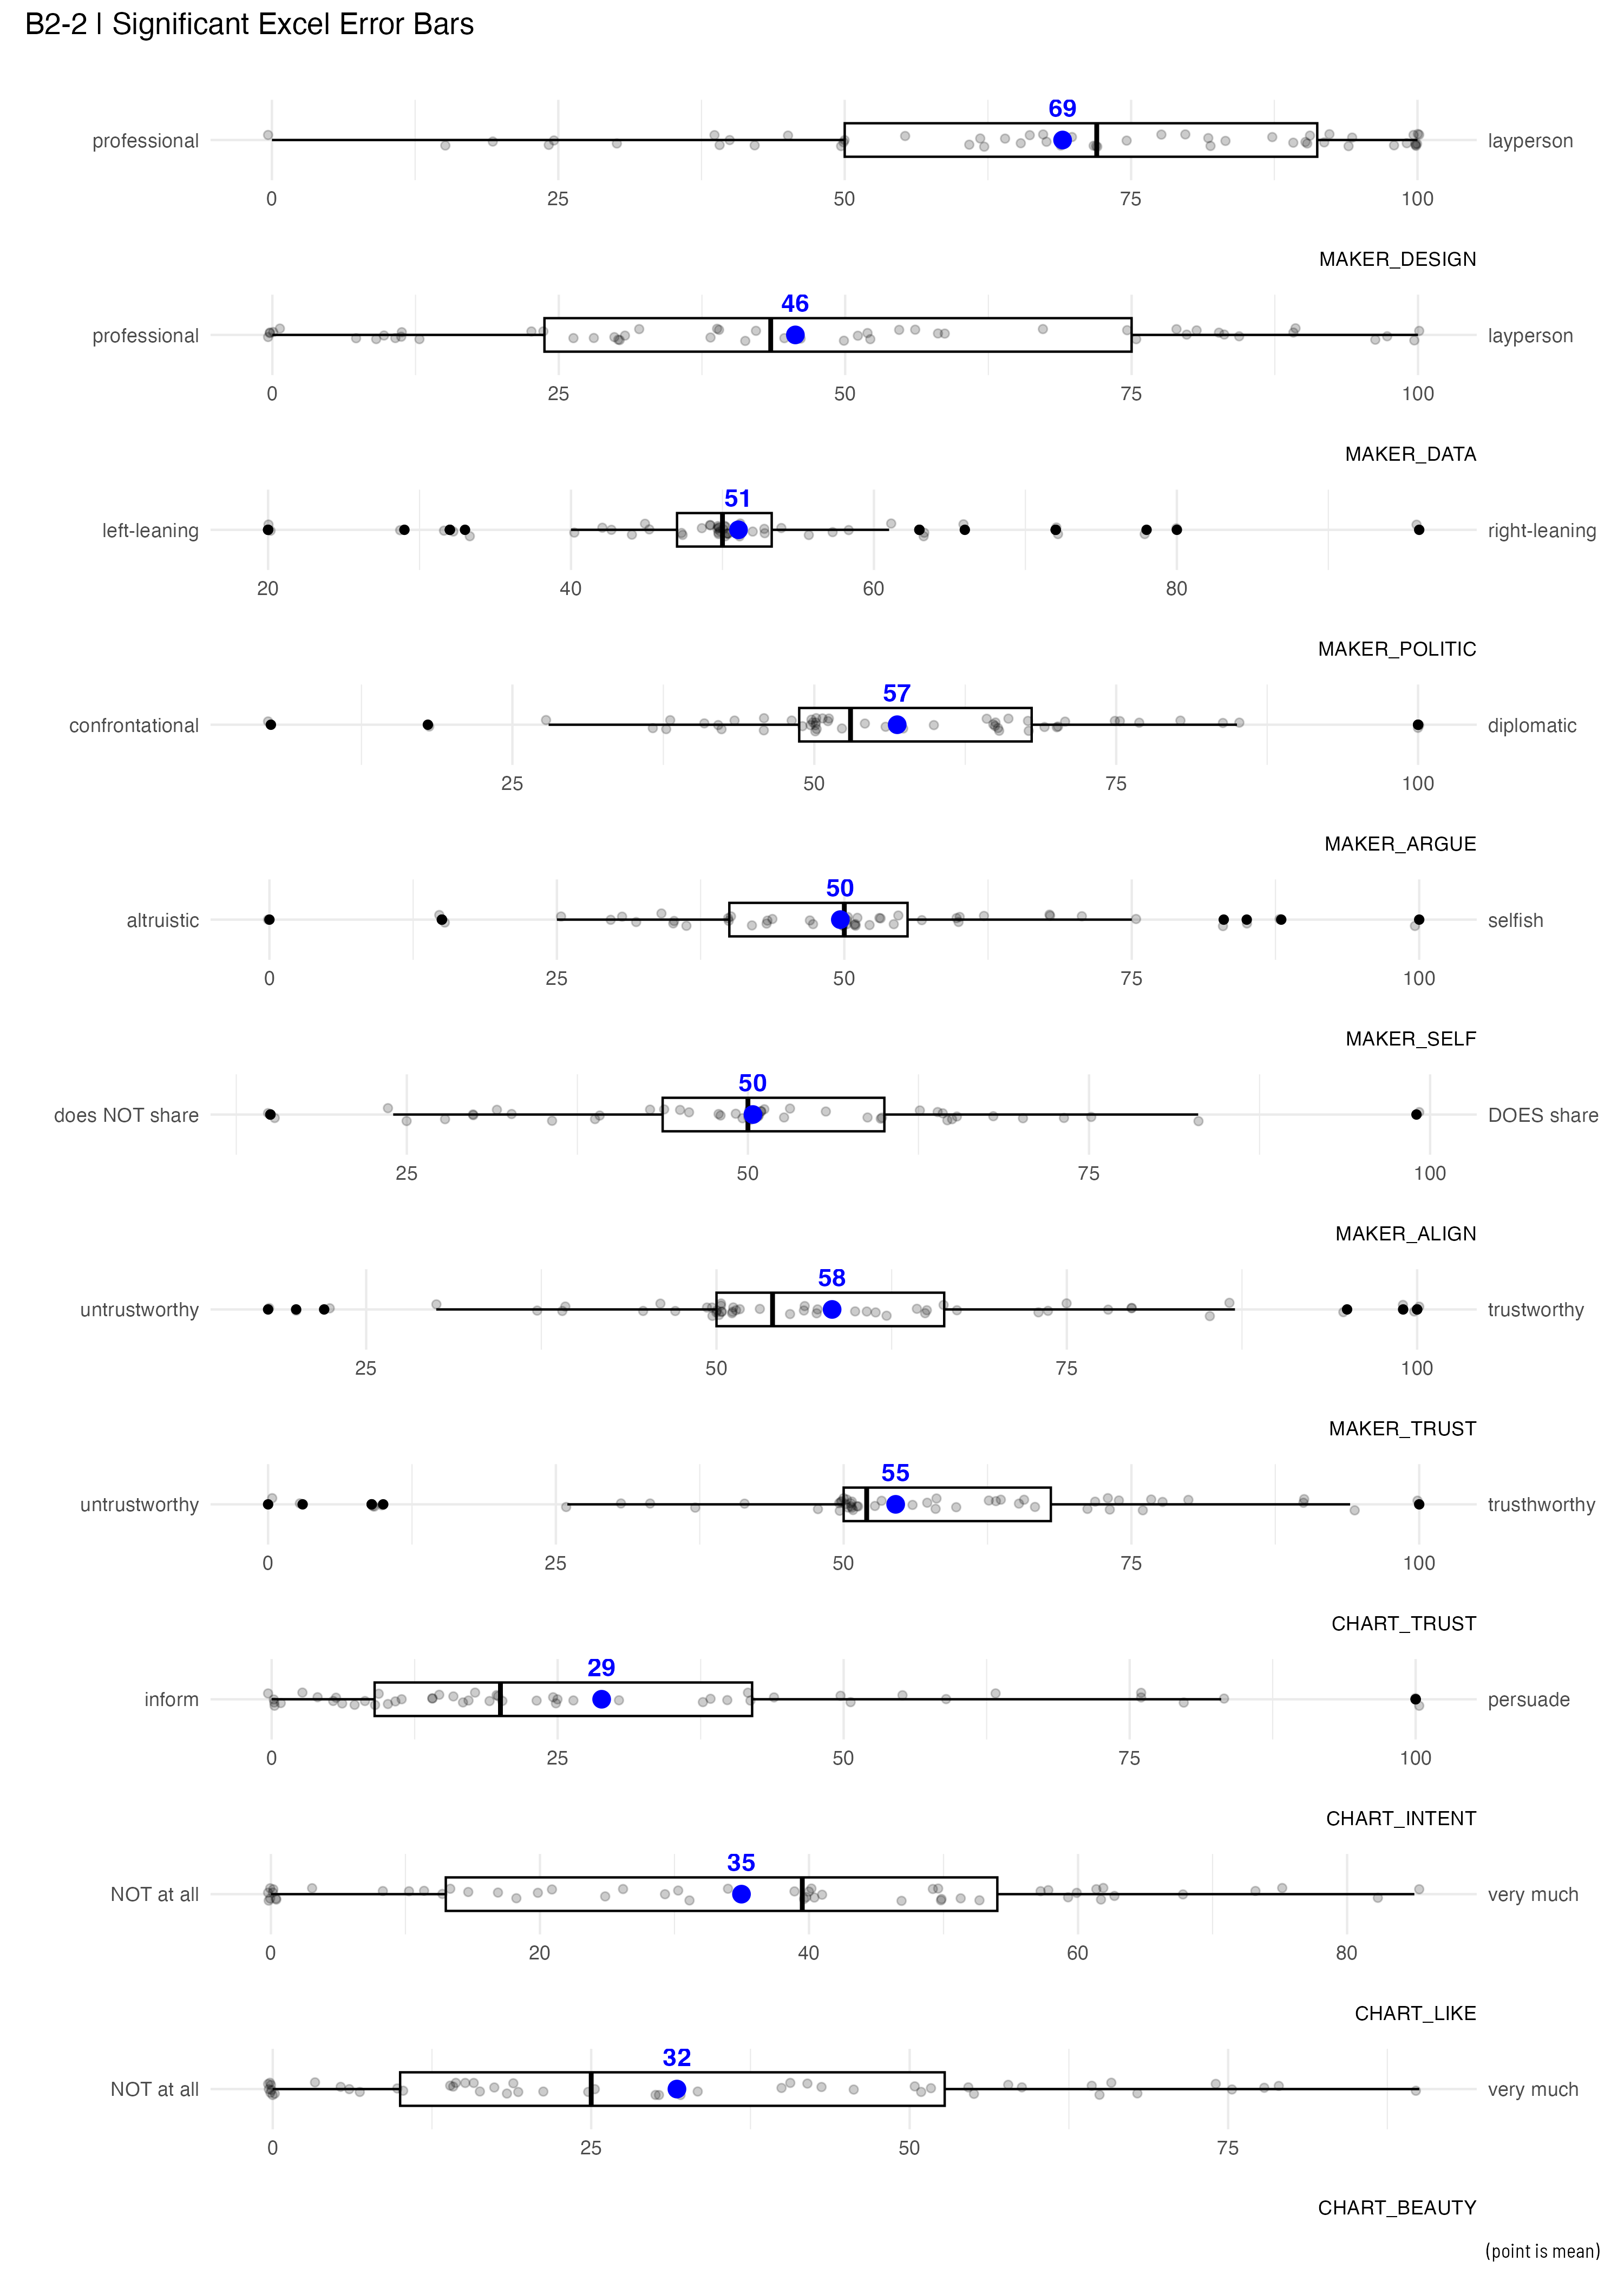 B2-2 | Significant Excel Error Bars
69
professional layperson
0 25 50 75 100
MAKER_DESIGN
46
professional layperson
0 25 50 75 100
MAKER_DATA
51
left-leaning right-leaning
20 40 60 80
MAKER_POLITIC
57
confrontational diplomatic
25 50 75 100
MAKER_ARGUE
50
altruistic selfish
0 25 50 75 100
MAKER_SELF
50
does NOT share DOES share
25 50 75 100
MAKER_ALIGN
58
untrustworthy trustworthy
25 50 75 100
MAKER_TRUST
55
untrustworthy trusthworthy
0 25 50 75 100
CHART_TRUST
29
inform persuade
0 25 50 75 100
CHART_INTENT
35
NOT at all very much
0 20 40 60 80
CHART_LIKE
32
NOT at all very much
0 25 50 75
CHART_BEAUTY
(point is mean)